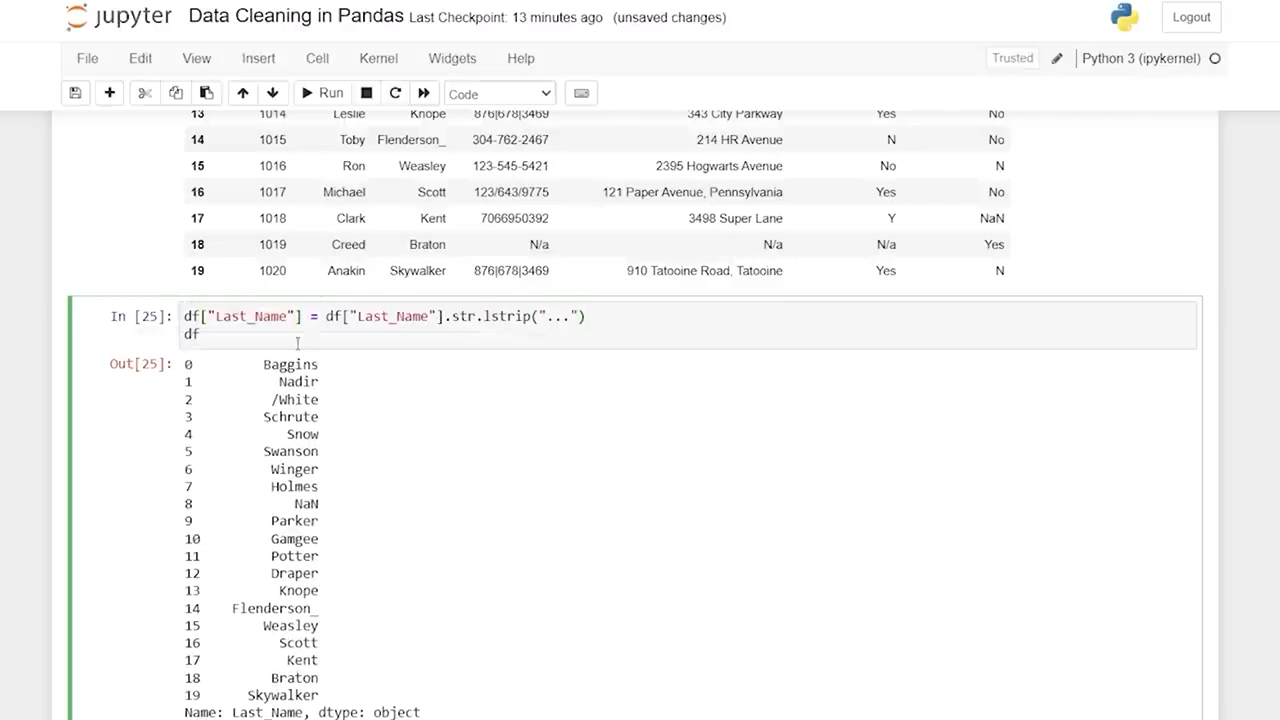 jupyter Data Cleaning in Pandas Last Checkpoint: 13 minutes ago (unsaved changes) Logout
File Edit View Insert Cell Kernel Widgets Help Trusted Python 3 (ipykernel)
Run Code
13 1014 Leslie Knope 876|678|3469 343 City Parkway Yes No
14 1015 Toby Flenderson_ 304-762-2467 214 HR Avenue N No
15 1016 Ron Weasley 123-545-5421 2395 Hogwarts Avenue No N
16 1017 Michael Scott 123/643/9775 121 Paper Avenue, Pennsylvania Yes No
17 1018 Clark Kent 7066950392 3498 Super Lane Y NaN
18 1019 Creed Braton N/a N/a N/a Yes
19 1020 Anakin Skywalker 876|678|3469 910 Tatooine Road, Tatooine Yes N
In [25]: df["Last_Name"] = df["Last_Name"].str.lstrip("...")
df
Out[25]: 0 Baggins
1 Nadir
2 /White
3 Schrute
4 Snow
5 Swanson
6 Winger
7 Holmes
8 NaN
9 Parker
10 Gamgee
11 Potter
12 Draper
13 Knope
14 Flenderson_
15 Weasley
16 Scott
17 Kent
18 Braton
19 Skywalker
Name: Last_Name, dtype: object